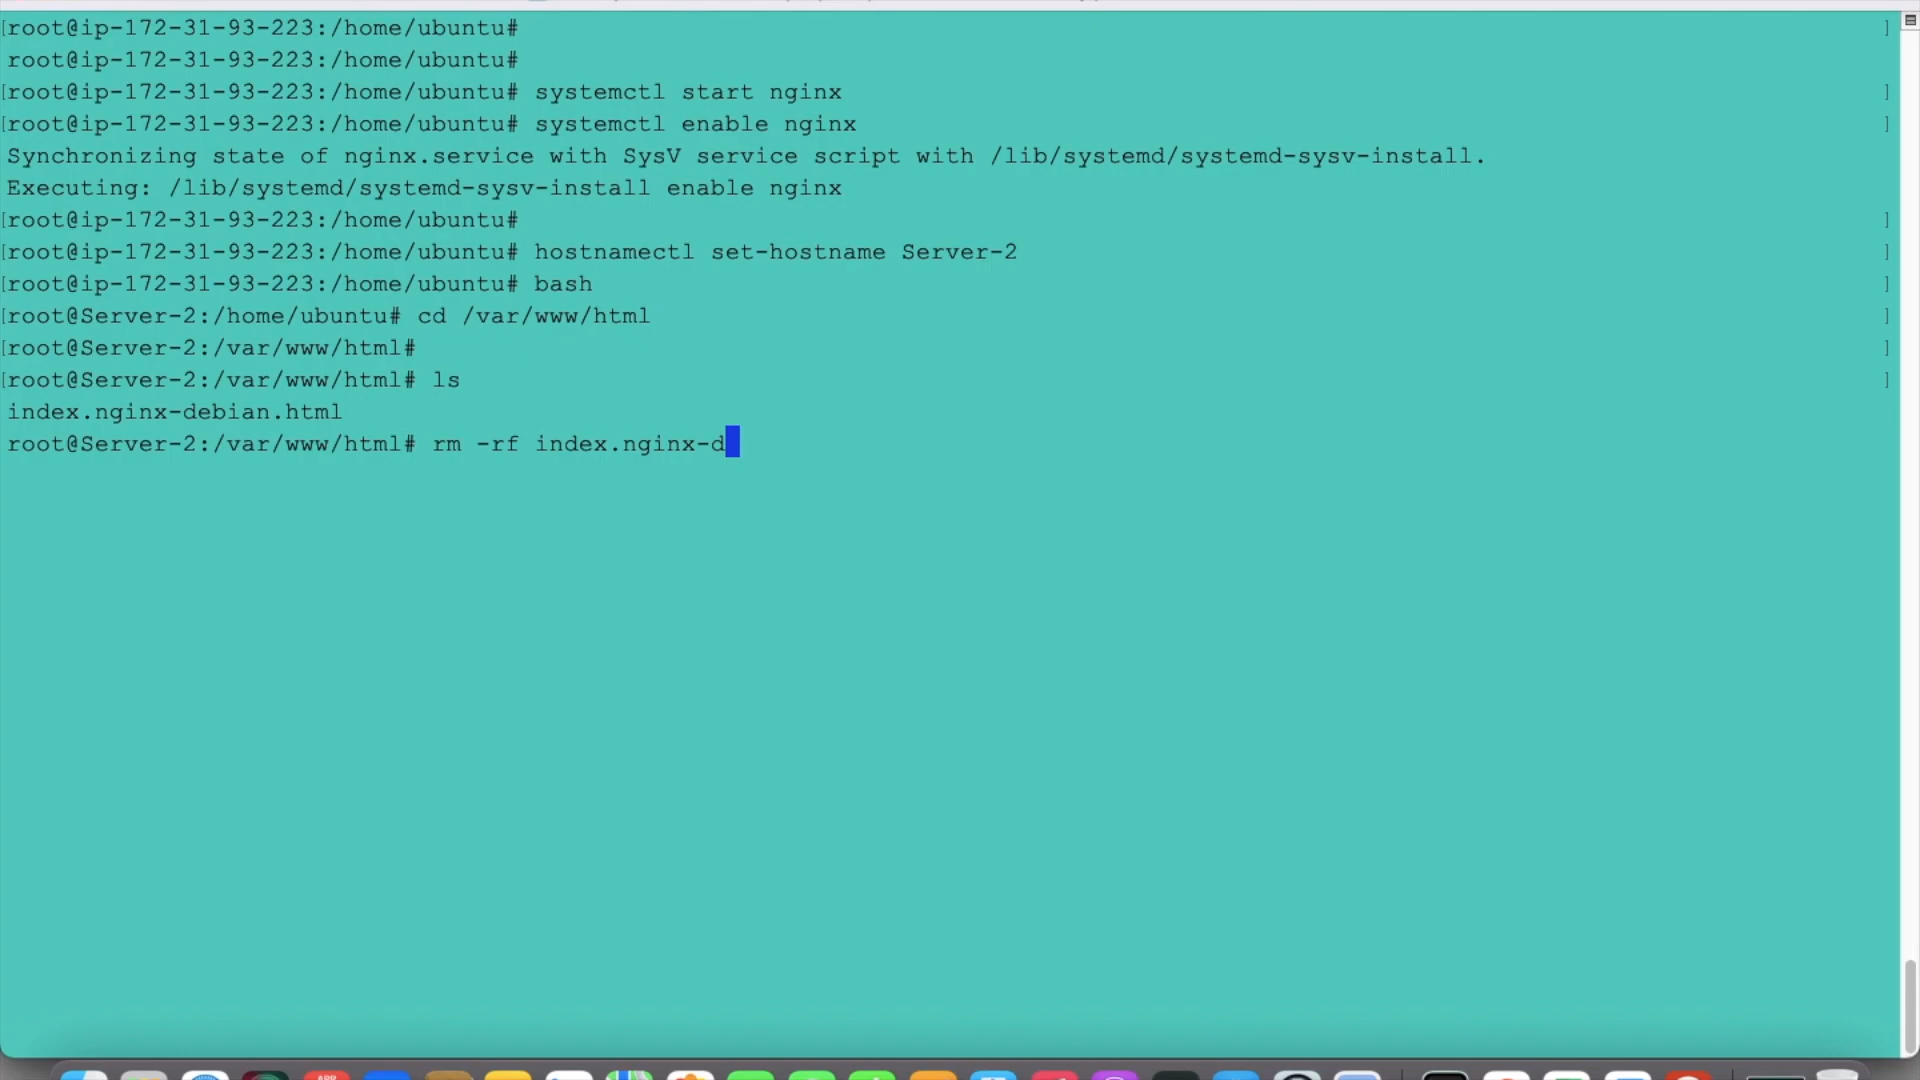 [root@ip-172-31-93-223:/home/ubuntu# ]
root@ip-172-31-93-223:/home/ubuntu#
[root@ip-172-31-93-223:/home/ubuntu# systemctl start nginx ]
[root@ip-172-31-93-223:/home/ubuntu# systemctl enable nginx ]
Synchronizing state of nginx.service with SysV service script with /lib/systemd/systemd-sysv-install.
Executing: /lib/systemd/systemd-sysv-install enable nginx
[root@ip-172-31-93-223:/home/ubuntu# ]
[root@ip-172-31-93-223:/home/ubuntu# hostnamectl set-hostname Server-2 ]
[root@ip-172-31-93-223:/home/ubuntu# bash ]
[root@Server-2:/home/ubuntu# cd /var/www/html ]
[root@Server-2:/var/www/html# ]
[root@Server-2:/var/www/html# ls ]
index.nginx-debian.html
root@Server-2:/var/www/html# rm -rf index.nginx-d
APR